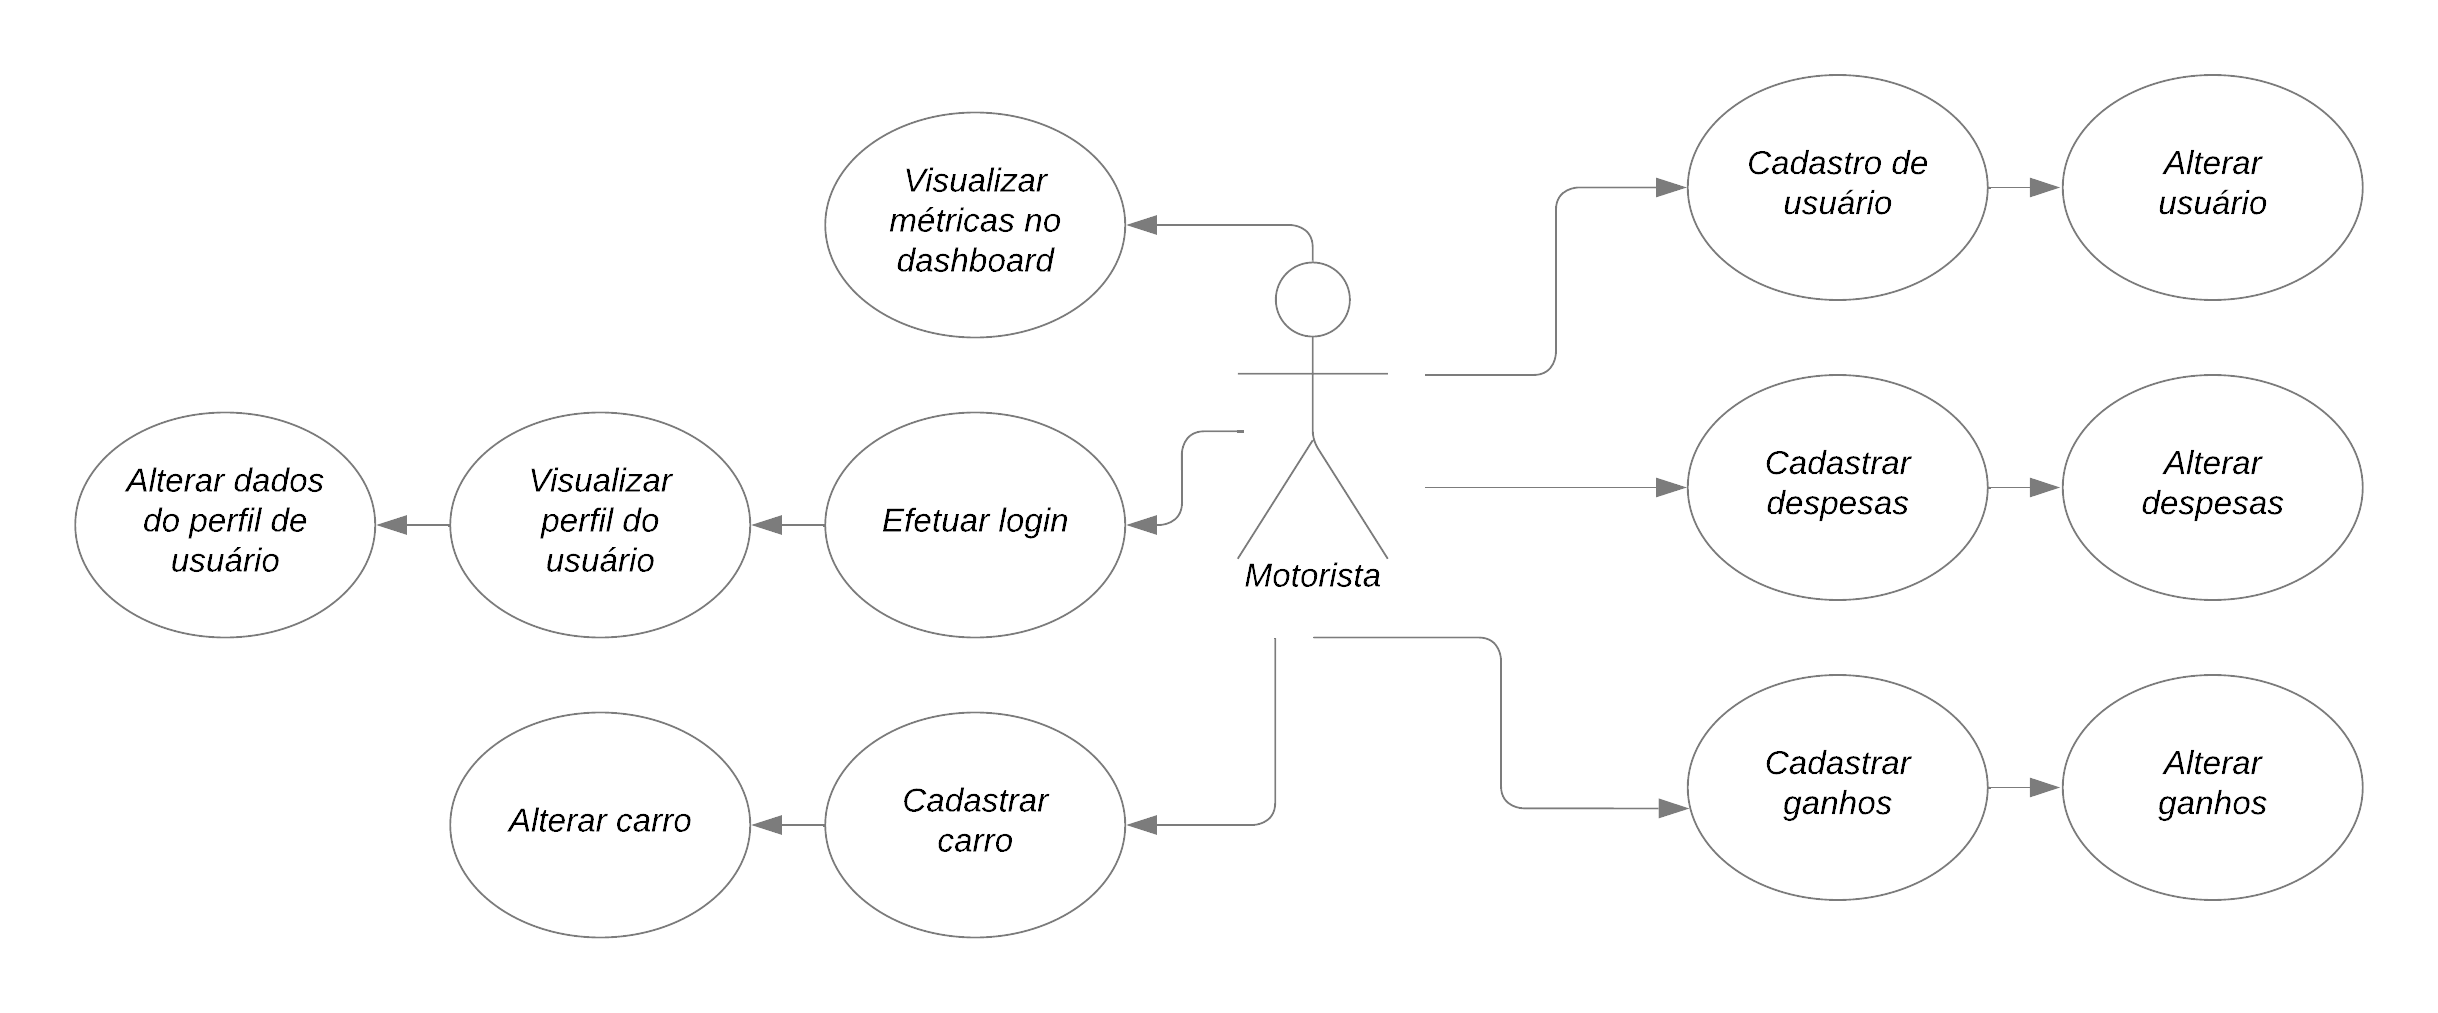 Visualizar
métricas no
dashboard
Cadastro de
usuário
Alterar
usuário
Alterar dados
do perfil de
usuário
Visualizar
perfil do
usuário
Efetuar login
Motorista
Cadastrar
despesas
Alterar
despesas
Alterar carro
Cadastrar
carro
Cadastrar
ganhos
Alterar
ganhos